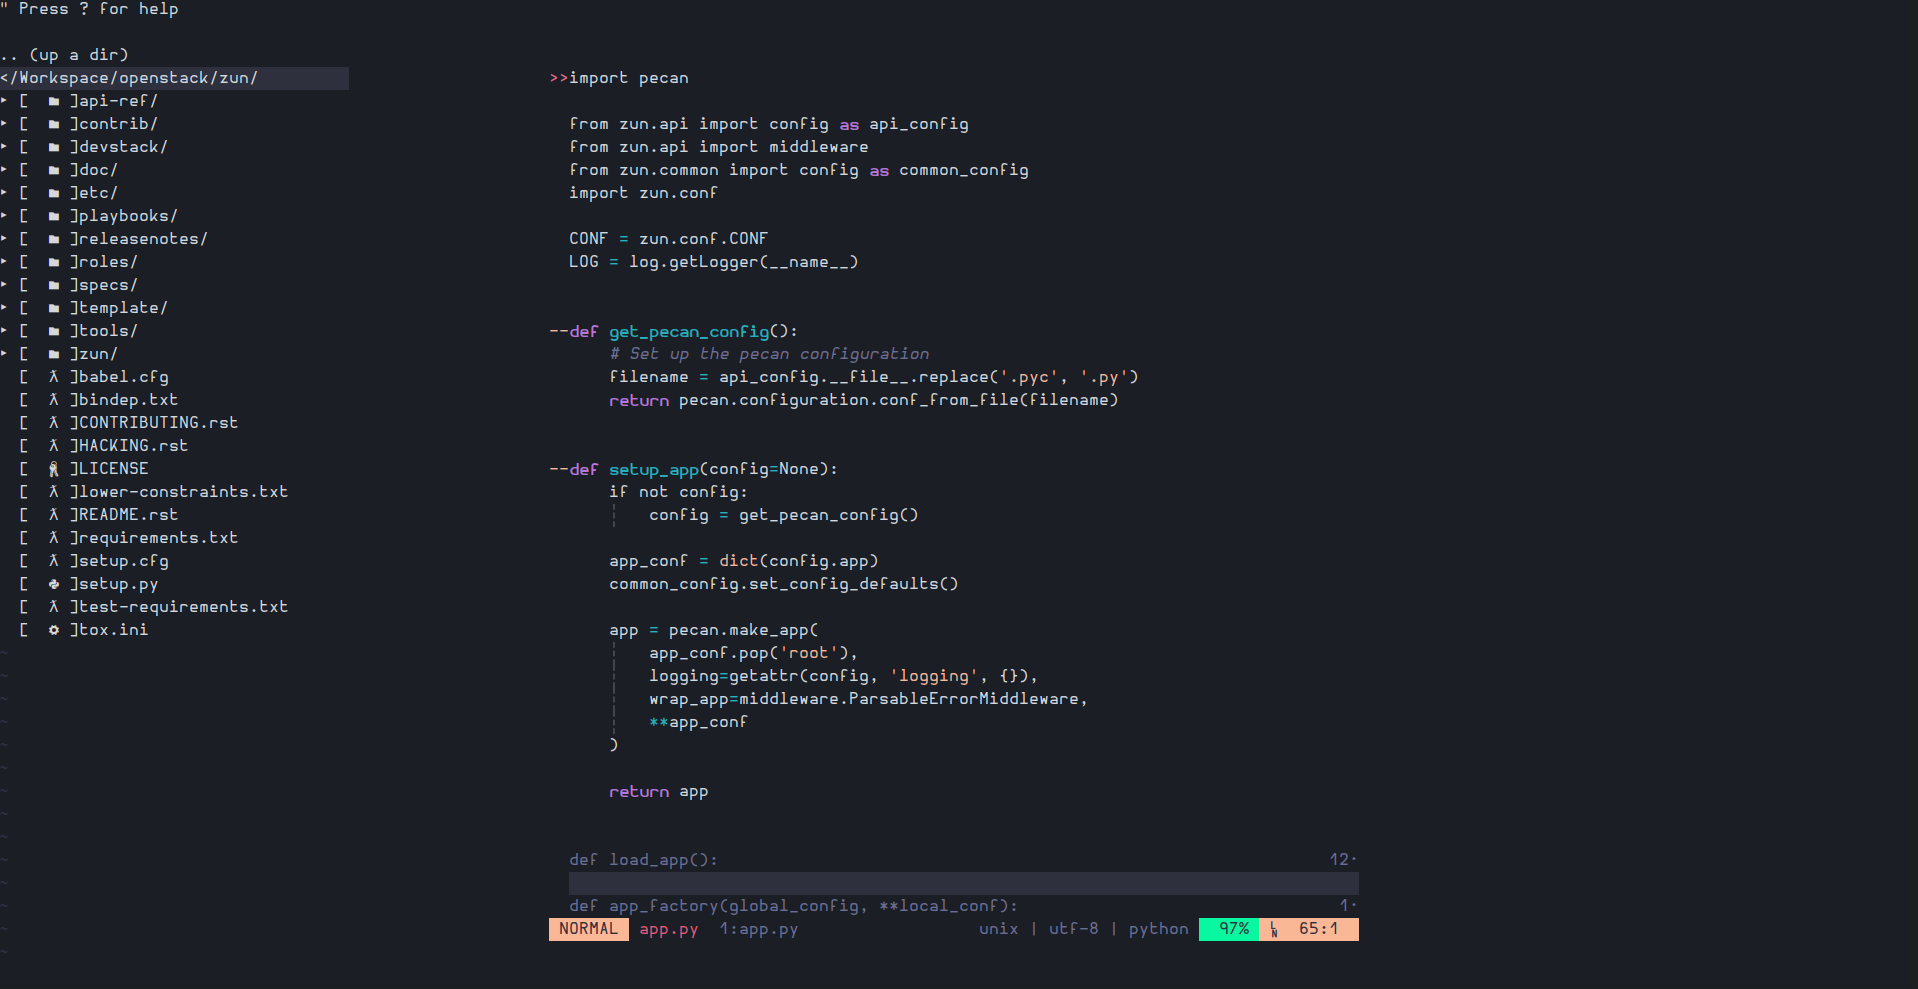 " Press ? for help
.. (up a dir)
</Workspace/openstack/zun/
▸ [ ]api-ref/
▸ [ ]contrib/
▸ [ ]devstack/
▸ [ ]doc/
▸ [ ]etc/
▸ [ ]playbooks/
▸ [ ]releasenotes/
▸ [ ]roles/
▸ [ ]specs/
▸ [ ]template/
▸ [ ]tools/
▸ [ ]zun/
[ λ ]babel.cfg
[ λ ]bindep.txt
[ λ ]CONTRIBUTING.rst
[ λ ]HACKING.rst
[ ]LICENSE
[ λ ]lower-constraints.txt
[ λ ]README.rst
[ λ ]requirements.txt
[ λ ]setup.cfg
[ ]setup.py
[ λ ]test-requirements.txt
[ ]tox.ini
~
~
~
~
~
~
~
~
~
~
~
~
~
~
>>import pecan
from zun.api import config as api_config
from zun.api import middleware
from zun.common import config as common_config
import zun.conf
CONF = zun.conf.CONF
LOG = log.getLogger(__name__)
--def get_pecan_config():
# Set up the pecan configuration
filename = api_config.__file__.replace('.pyc', '.py')
return pecan.configuration.conf_from_file(filename)
--def setup_app(config=None):
if not config:
config = get_pecan_config()
app_conf = dict(config.app)
common_config.set_config_defaults()
app = pecan.make_app(
app_conf.pop('root'),
logging=getattr(config, 'logging', {}),
wrap_app=middleware.ParsableErrorMiddleware,
**app_conf
)
return app
def load_app(): 12·
def app_factory(global_config, **local_conf): 1·
NORMAL app.py 1:app.py unix | utf-8 | python 97% LN 65:1